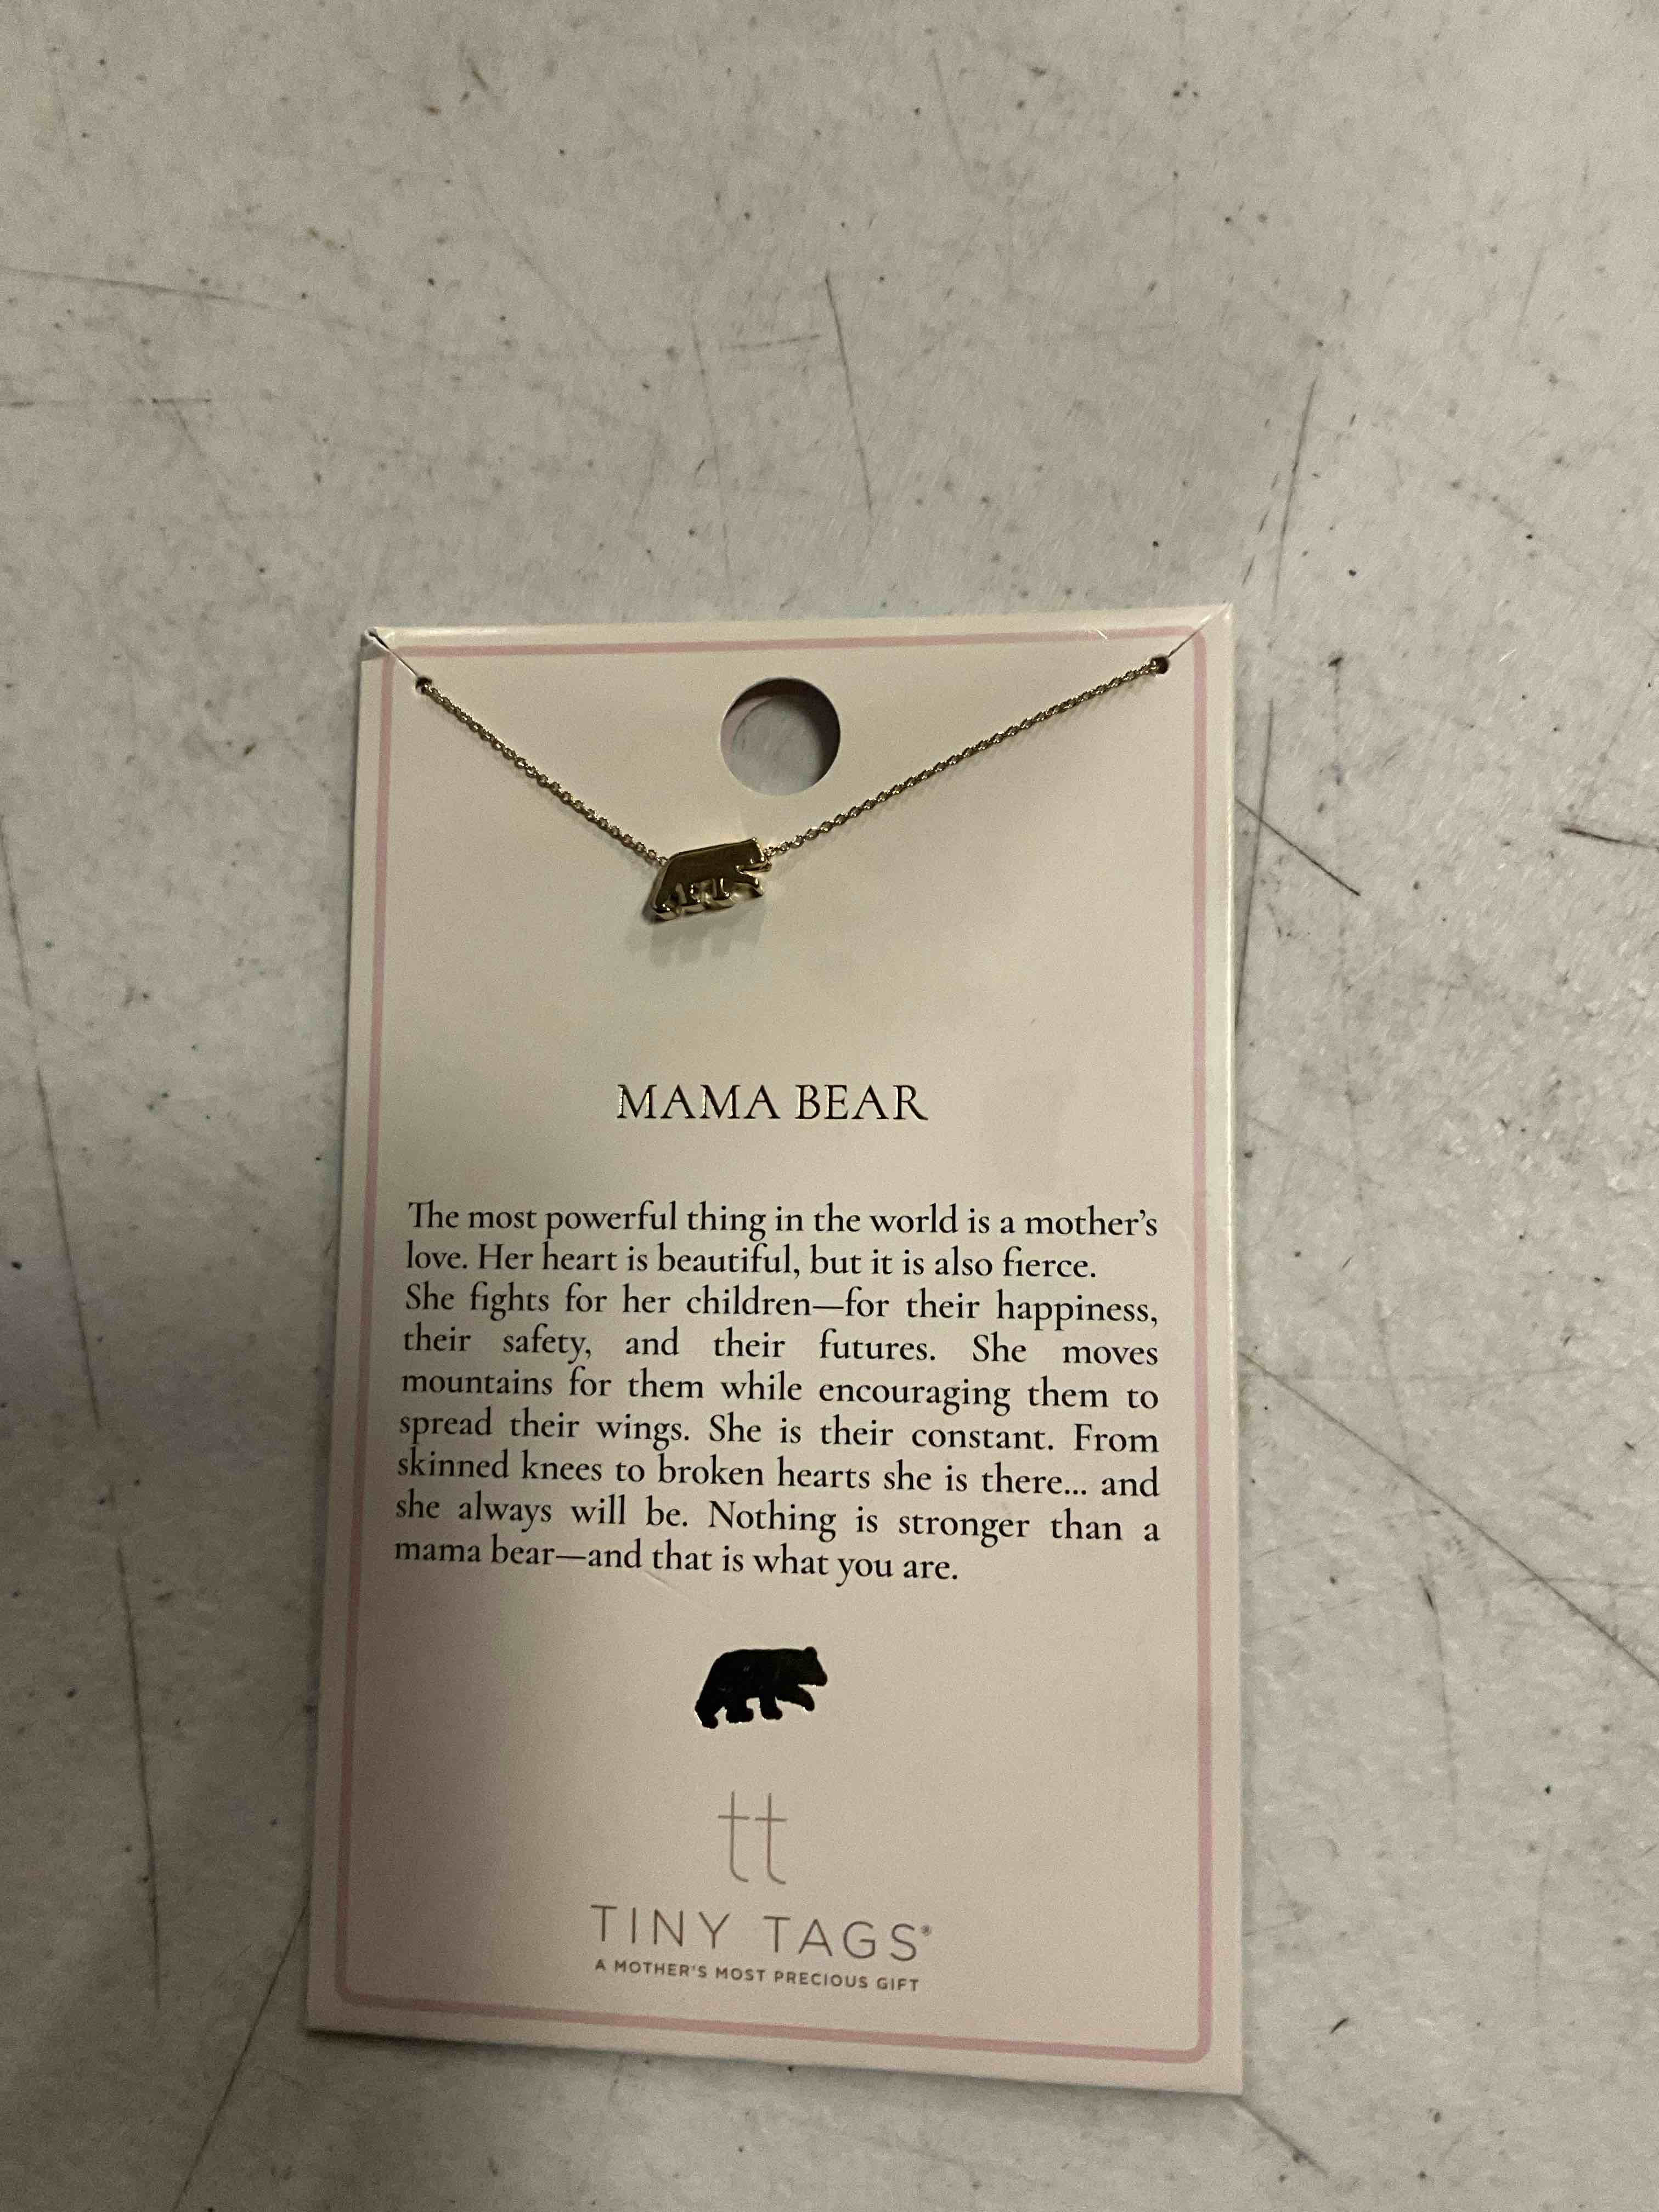 MAMA BEAR
The most powerful thing in the world is a mother's
love. Her heart is beautiful, but it is also fierce.
She fights for her children—for their happiness,
their safety, and their futures. She moves
mountains for them while encouraging them to
spread their wings. She is their constant. From
skinned knees to broken hearts she is there... and
she always will be. Nothing is stronger than a
mama bear—and that is what you are.
tt
TINY TAGS®
A MOTHER'S MOST PRECIOUS GIFT